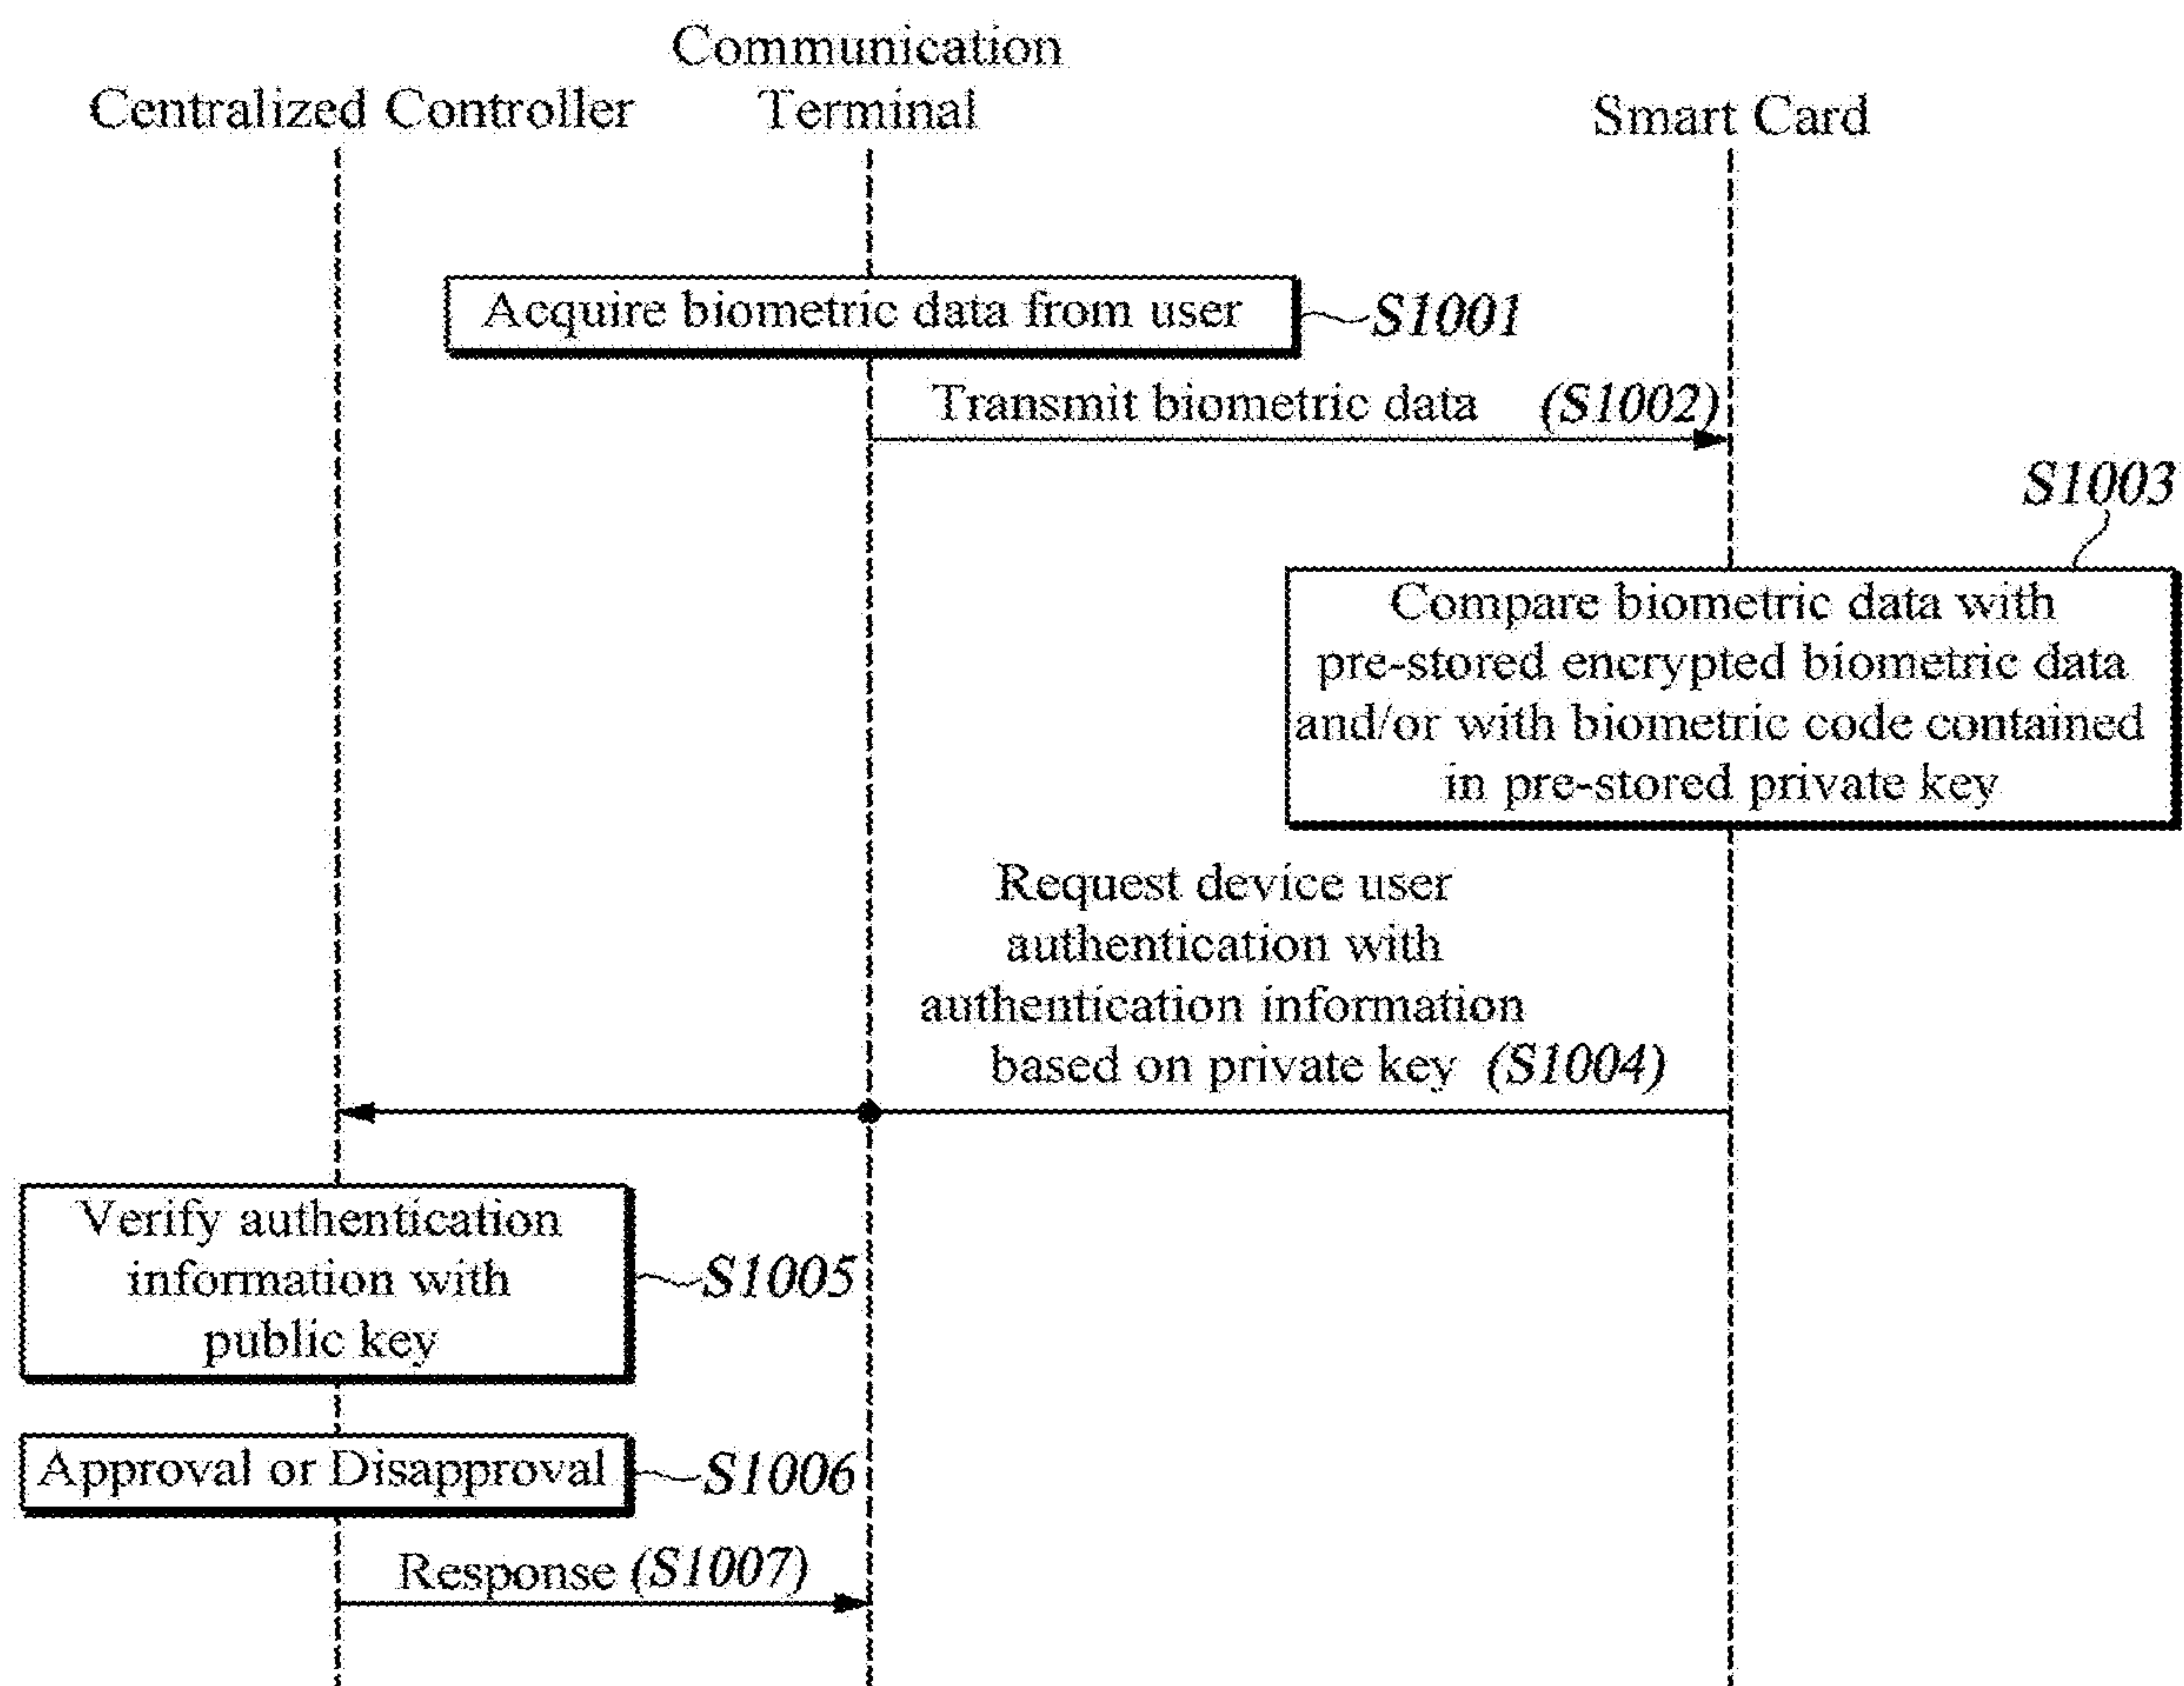 Communication
Centralized Controller Terminal Smart Card
Acquire biometric data from user S1001
Transmit biometric data (S1002)
S1003
Compare biometric data with
pre-stored encrypted biometric data
and/or with biometric code contained
in pre-stored private key
Request device user
authentication with
authentication information
based on private key (S1004)
Verify authentication
information with
public key
S1005
Approval or Disapproval S1006
Response (S1007)